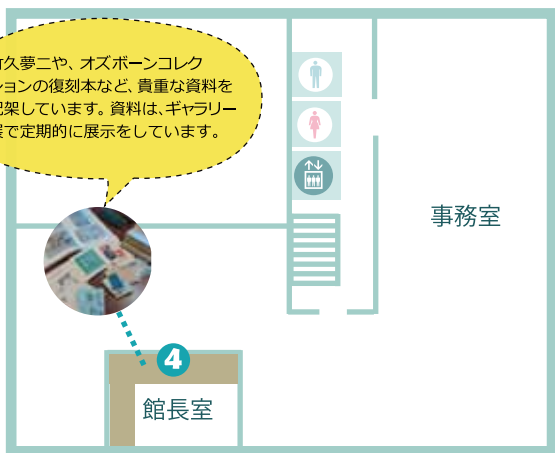 久夢二や、オズボーンコレク
ションの復刻本など、貴重な資料を
架しています。資料は、ギャラリー
で定期的に展示をしています。
事務室
4
館長室